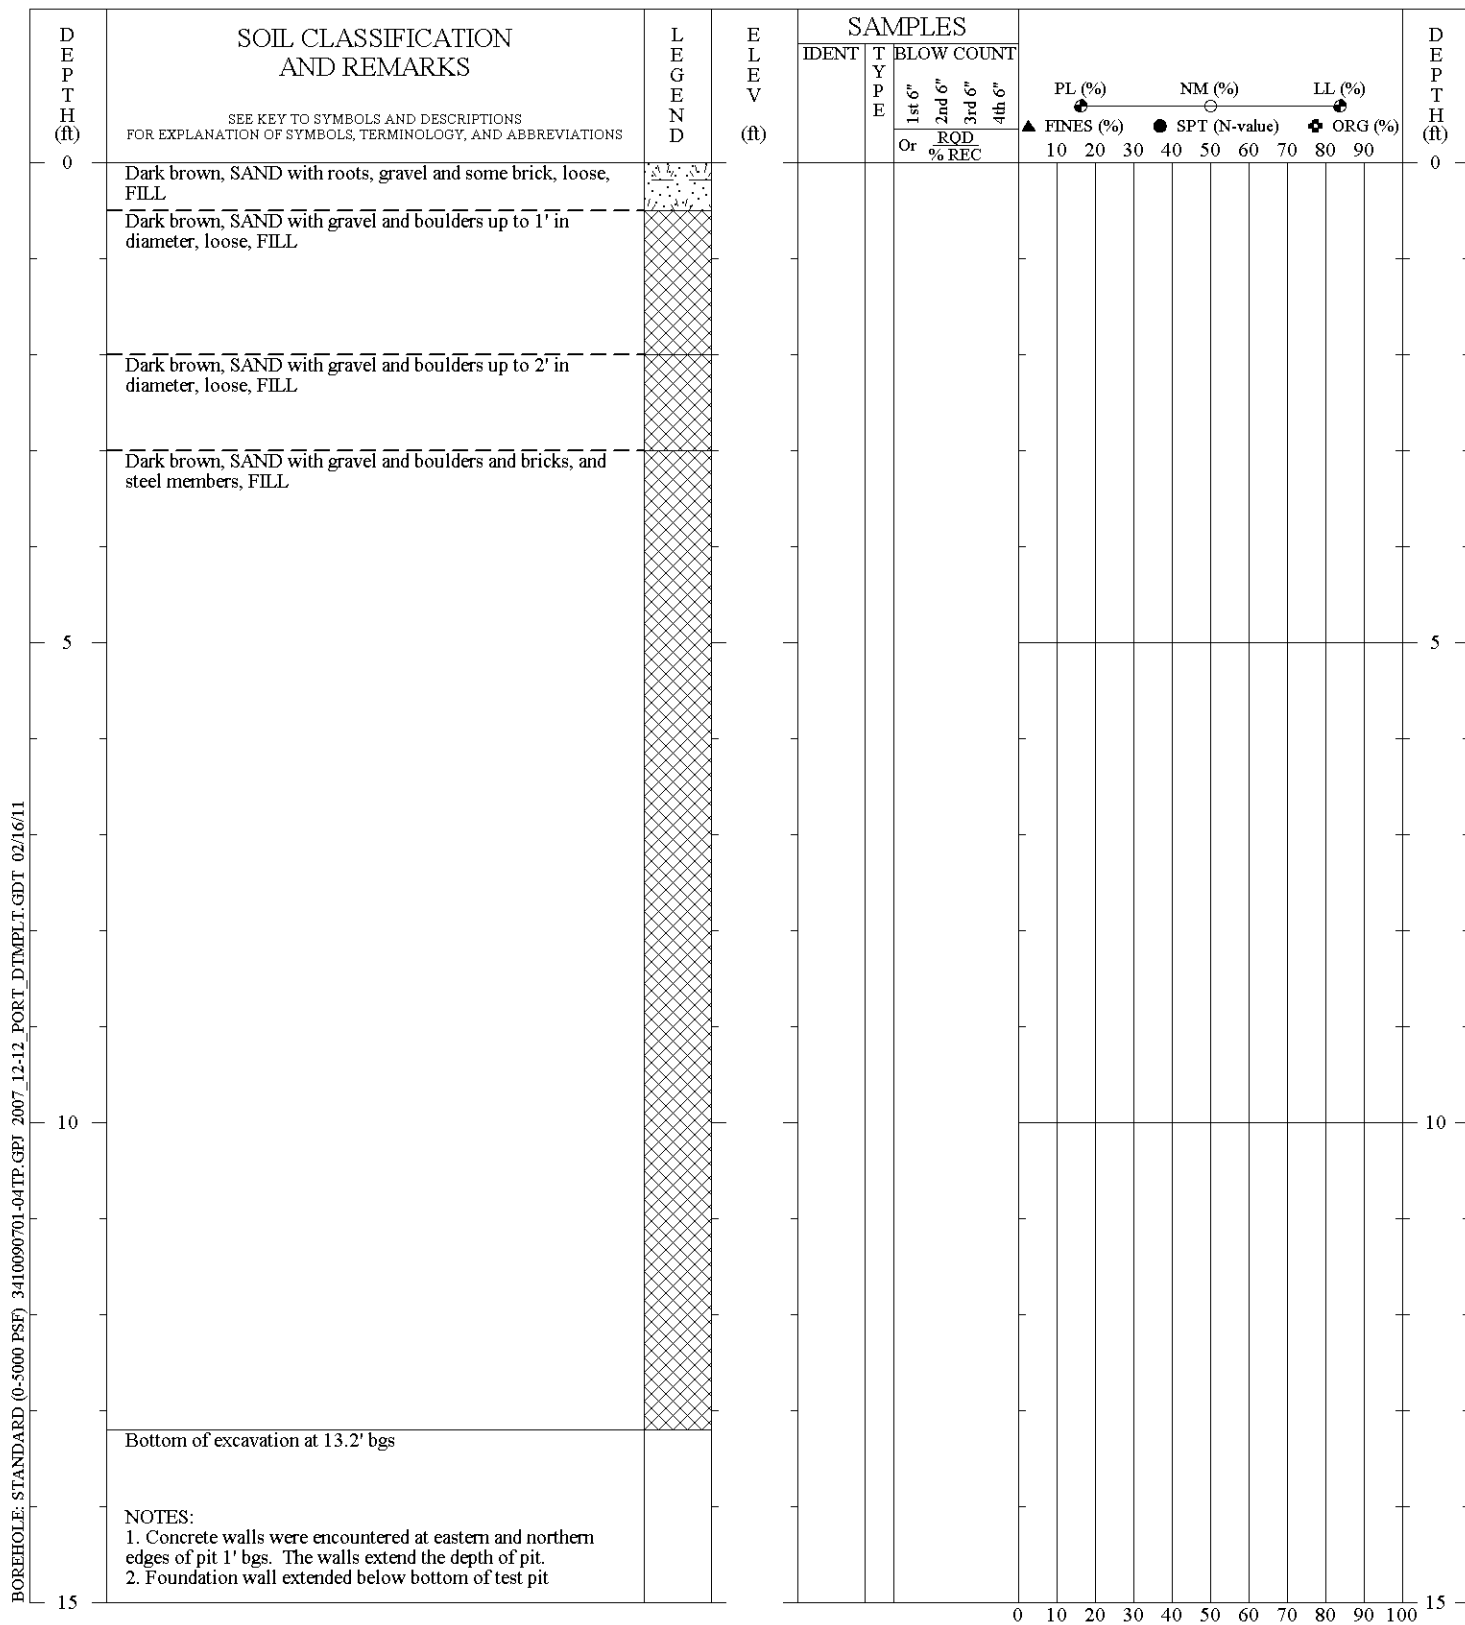 DEPTH
(ft)
SOIL CLASSIFICATION
AND REMARKS
SEE KEY TO SYMBOLS AND DESCRIPTIONS
FOR EXPLANATION OF SYMBOLS, TERMINOLOGY, AND ABBREVIATIONS
LEGEND
ELEV
(ft)
SAMPLES
IDENT
TYPE
BLOW COUNT
1st 6"
2nd 6"
3rd 6"
4th 6"
Or RQD
% REC
PL (%) NM (%) LL (%)
▲ FINES (%) ● SPT (N-value) ✚ ORG (%)
10 20 30 40 50 60 70 80 90
DEPTH
(ft)
0
0
Dark brown, SAND with roots, gravel and some brick, loose,
FILL
Dark brown, SAND with gravel and boulders up to 1' in
diameter, loose, FILL
Dark brown, SAND with gravel and boulders up to 2' in
diameter, loose, FILL
Dark brown, SAND with gravel and boulders and bricks, and
steel members, FILL
5
5
10
10
Bottom of excavation at 13.2' bgs
NOTES:
1. Concrete walls were encountered at eastern and northern
edges of pit 1' bgs. The walls extend the depth of pit.
2. Foundation wall extended below bottom of test pit
15
15
0 10 20 30 40 50 60 70 80 90 100
BOREHOLE: STANDARD (0-5000 PSF) 3410090701-04TP.GPJ 2007_12-12_PORT_DTMPLT.GDT 02/16/11